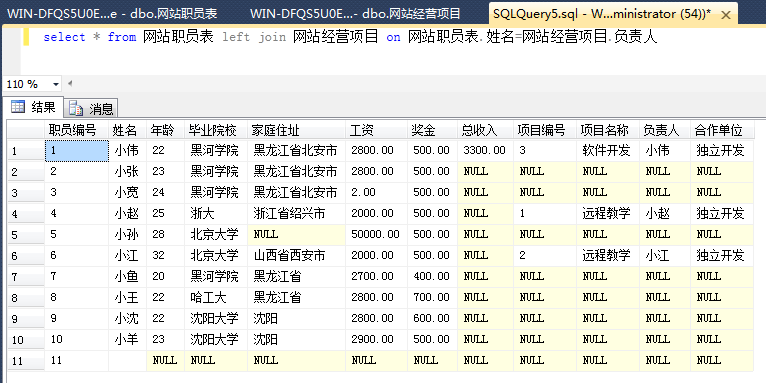 WIN-DFQS5U0E...e - dbo.网站职员表 WIN-DFQS5U0E...- dbo.网站经营项目 SQLQuery5.sql - W...ministrator (54))*
select * from 网站职员表 left join 网站经营项目 on 网站职员表.姓名=网站经营项目.负责人
110 %
结果 消息
职员编号 姓名 年龄 毕业院校 家庭住址 工资 奖金 总收入 项目编号 项目名称 负责人 合作单位
1 1 小伟 22 黑河学院 黑龙江省北安市 2800.00 500.00 3300.00 3 软件开发 小伟 独立开发
2 2 小张 23 黑河学院 黑龙江省北安市 2800.00 500.00 NULL NULL NULL NULL NULL
3 3 小宽 24 黑河学院 黑龙江省北安市 2.00 500.00 NULL NULL NULL NULL NULL
4 4 小赵 25 浙大 浙江省绍兴市 2000.00 500.00 NULL 1 远程教学 小赵 独立开发
5 5 小孙 28 北京大学 NULL 50000.00 500.00 NULL NULL NULL NULL NULL
6 6 小江 32 北京大学 山西省西安市 2000.00 500.00 NULL 2 远程教学 小江 独立开发
7 7 小鱼 20 黑河学院 黑龙江省 2700.00 400.00 NULL NULL NULL NULL NULL
8 8 小王 22 哈工大 黑龙江省 2800.00 700.00 NULL NULL NULL NULL NULL
9 9 小沈 22 沈阳大学 沈阳 2800.00 600.00 NULL NULL NULL NULL NULL
10 10 小羊 23 沈阳大学 沈阳 2900.00 500.00 NULL NULL NULL NULL NULL
11 11 NULL NULL NULL NULL NULL NULL NULL NULL NULL NULL